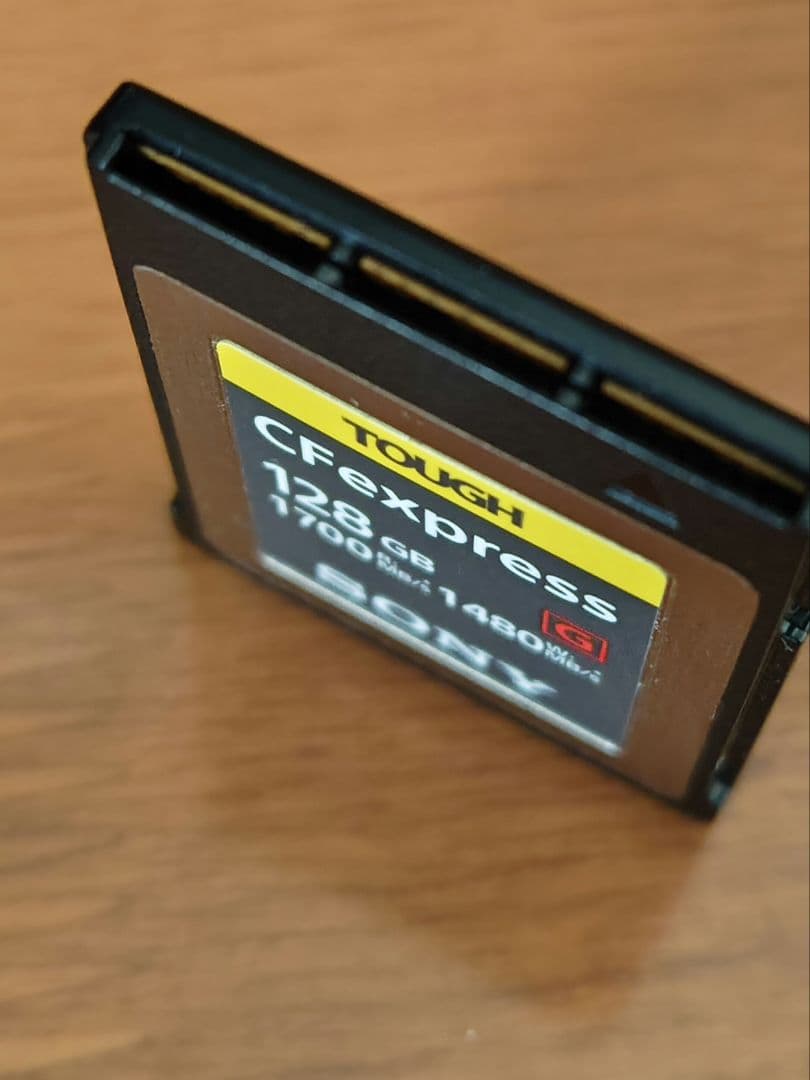 TOUGH
CFexpress
128 GB
G
1700 R: MB/s 1480 W: MB/s
SONY